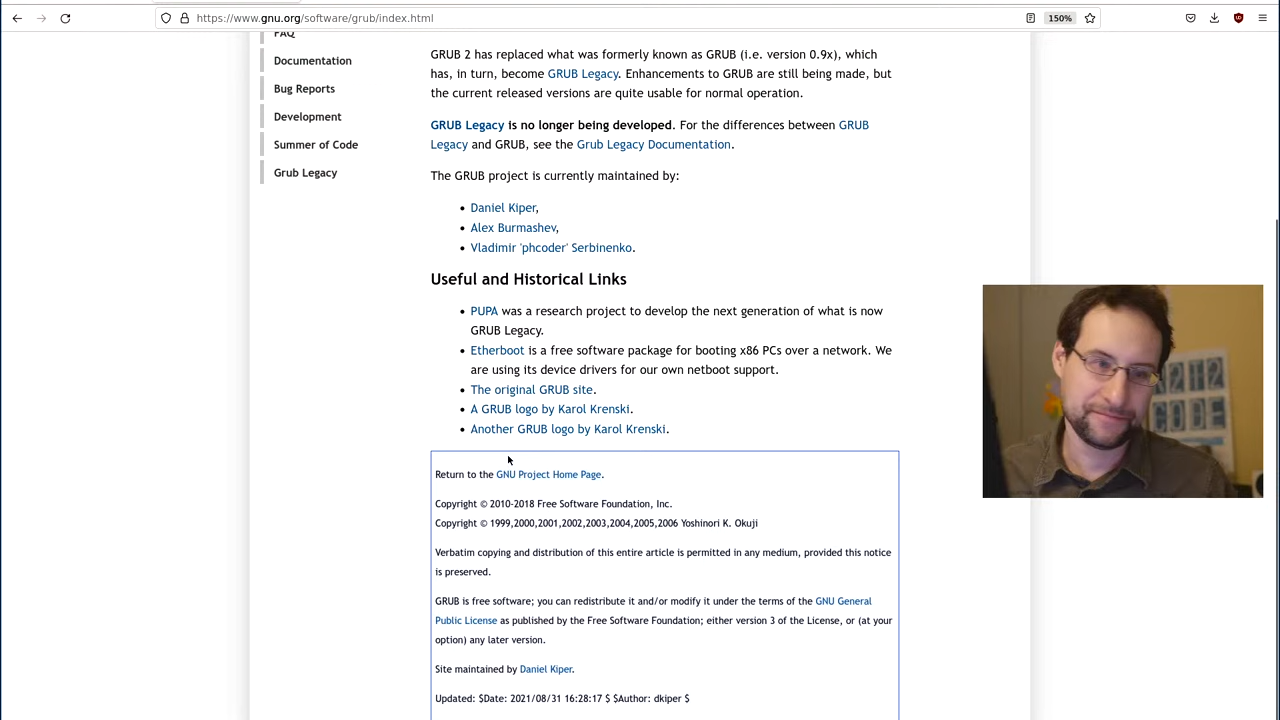 https://www.gnu.org/software/grub/index.html
150%
FAQ
Documentation
Bug Reports
Development
Summer of Code
Grub Legacy
GRUB 2 has replaced what was formerly known as GRUB (i.e. version 0.9x), which
has, in turn, become GRUB Legacy. Enhancements to GRUB are still being made, but
the current released versions are quite usable for normal operation.
GRUB Legacy is no longer being developed. For the differences between GRUB
Legacy and GRUB, see the Grub Legacy Documentation.
The GRUB project is currently maintained by:
• Daniel Kiper,
• Alex Burmashev,
• Vladimir 'phcoder' Serbinenko.
Useful and Historical Links
• PUPA was a research project to develop the next generation of what is now
GRUB Legacy.
• Etherboot is a free software package for booting x86 PCs over a network. We
are using its device drivers for our own netboot support.
• The original GRUB site.
• A GRUB logo by Karol Krenski.
• Another GRUB logo by Karol Krenski.
Return to the GNU Project Home Page.
Copyright © 2010-2018 Free Software Foundation, Inc.
Copyright © 1999,2000,2001,2002,2003,2004,2005,2006 Yoshinori K. Okuji
Verbatim copying and distribution of this entire article is permitted in any medium, provided this notice
is preserved.
GRUB is free software; you can redistribute it and/or modify it under the terms of the GNU General
Public License as published by the Free Software Foundation; either version 3 of the License, or (at your
option) any later version.
Site maintained by Daniel Kiper.
Updated: $Date: 2021/08/31 16:28:17 $ $Author: dkiper $